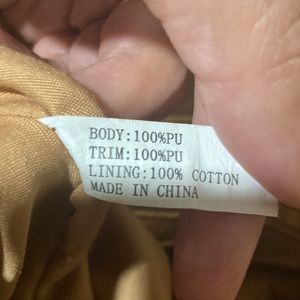 BODY:100%PU
TRIM:100%PU
LINING:100% COTTON
MADE IN CHINA